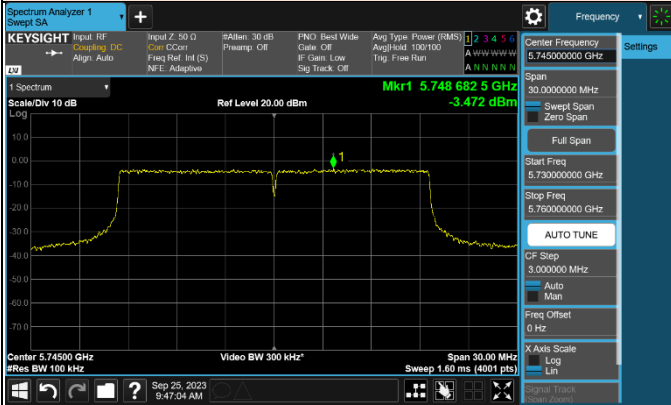 Spectrum Analyzer 1
Swept SA
+
Frequency
KEYSIGHT
Input: RF
Coupling: DC
Align: Auto
Input Z: 50 Ω
Corr CCorr
Freq Ref: Int (S)
NFE: Adaptive
#Atten: 30 dB
Preamp: Off
PNO: Best Wide
Gate: Off
IF Gain: Low
Sig Track: Off
Avg Type: Power (RMS)
Avg|Hold: 100/100
Trig: Free Run
1 2 3 4 5 6
A W W W W W
A N N N N N
LXI
1 Spectrum
Scale/Div 10 dB
Log
Ref Level 20.00 dBm
Mkr1 5.748 682 5 GHz
-3.472 dBm
10.0
0.00
-10.0
-20.0
-30.0
-40.0
-50.0
-60.0
-70.0
1
Center 5.74500 GHz
#Res BW 100 kHz
Video BW 300 kHz*
Span 30.00 MHz
Sweep 1.60 ms (4001 pts)
Sep 25, 2023
9:47:04 AM
?
Center Frequency
5.745000000 GHz
Settings
Span
30.0000000 MHz
Swept Span
Zero Span
Full Span
Start Freq
5.730000000 GHz
Stop Freq
5.760000000 GHz
AUTO TUNE
CF Step
3.000000 MHz
Auto
Man
Freq Offset
0 Hz
X Axis Scale
Log
Lin
Signal Track
(Span Zoom)